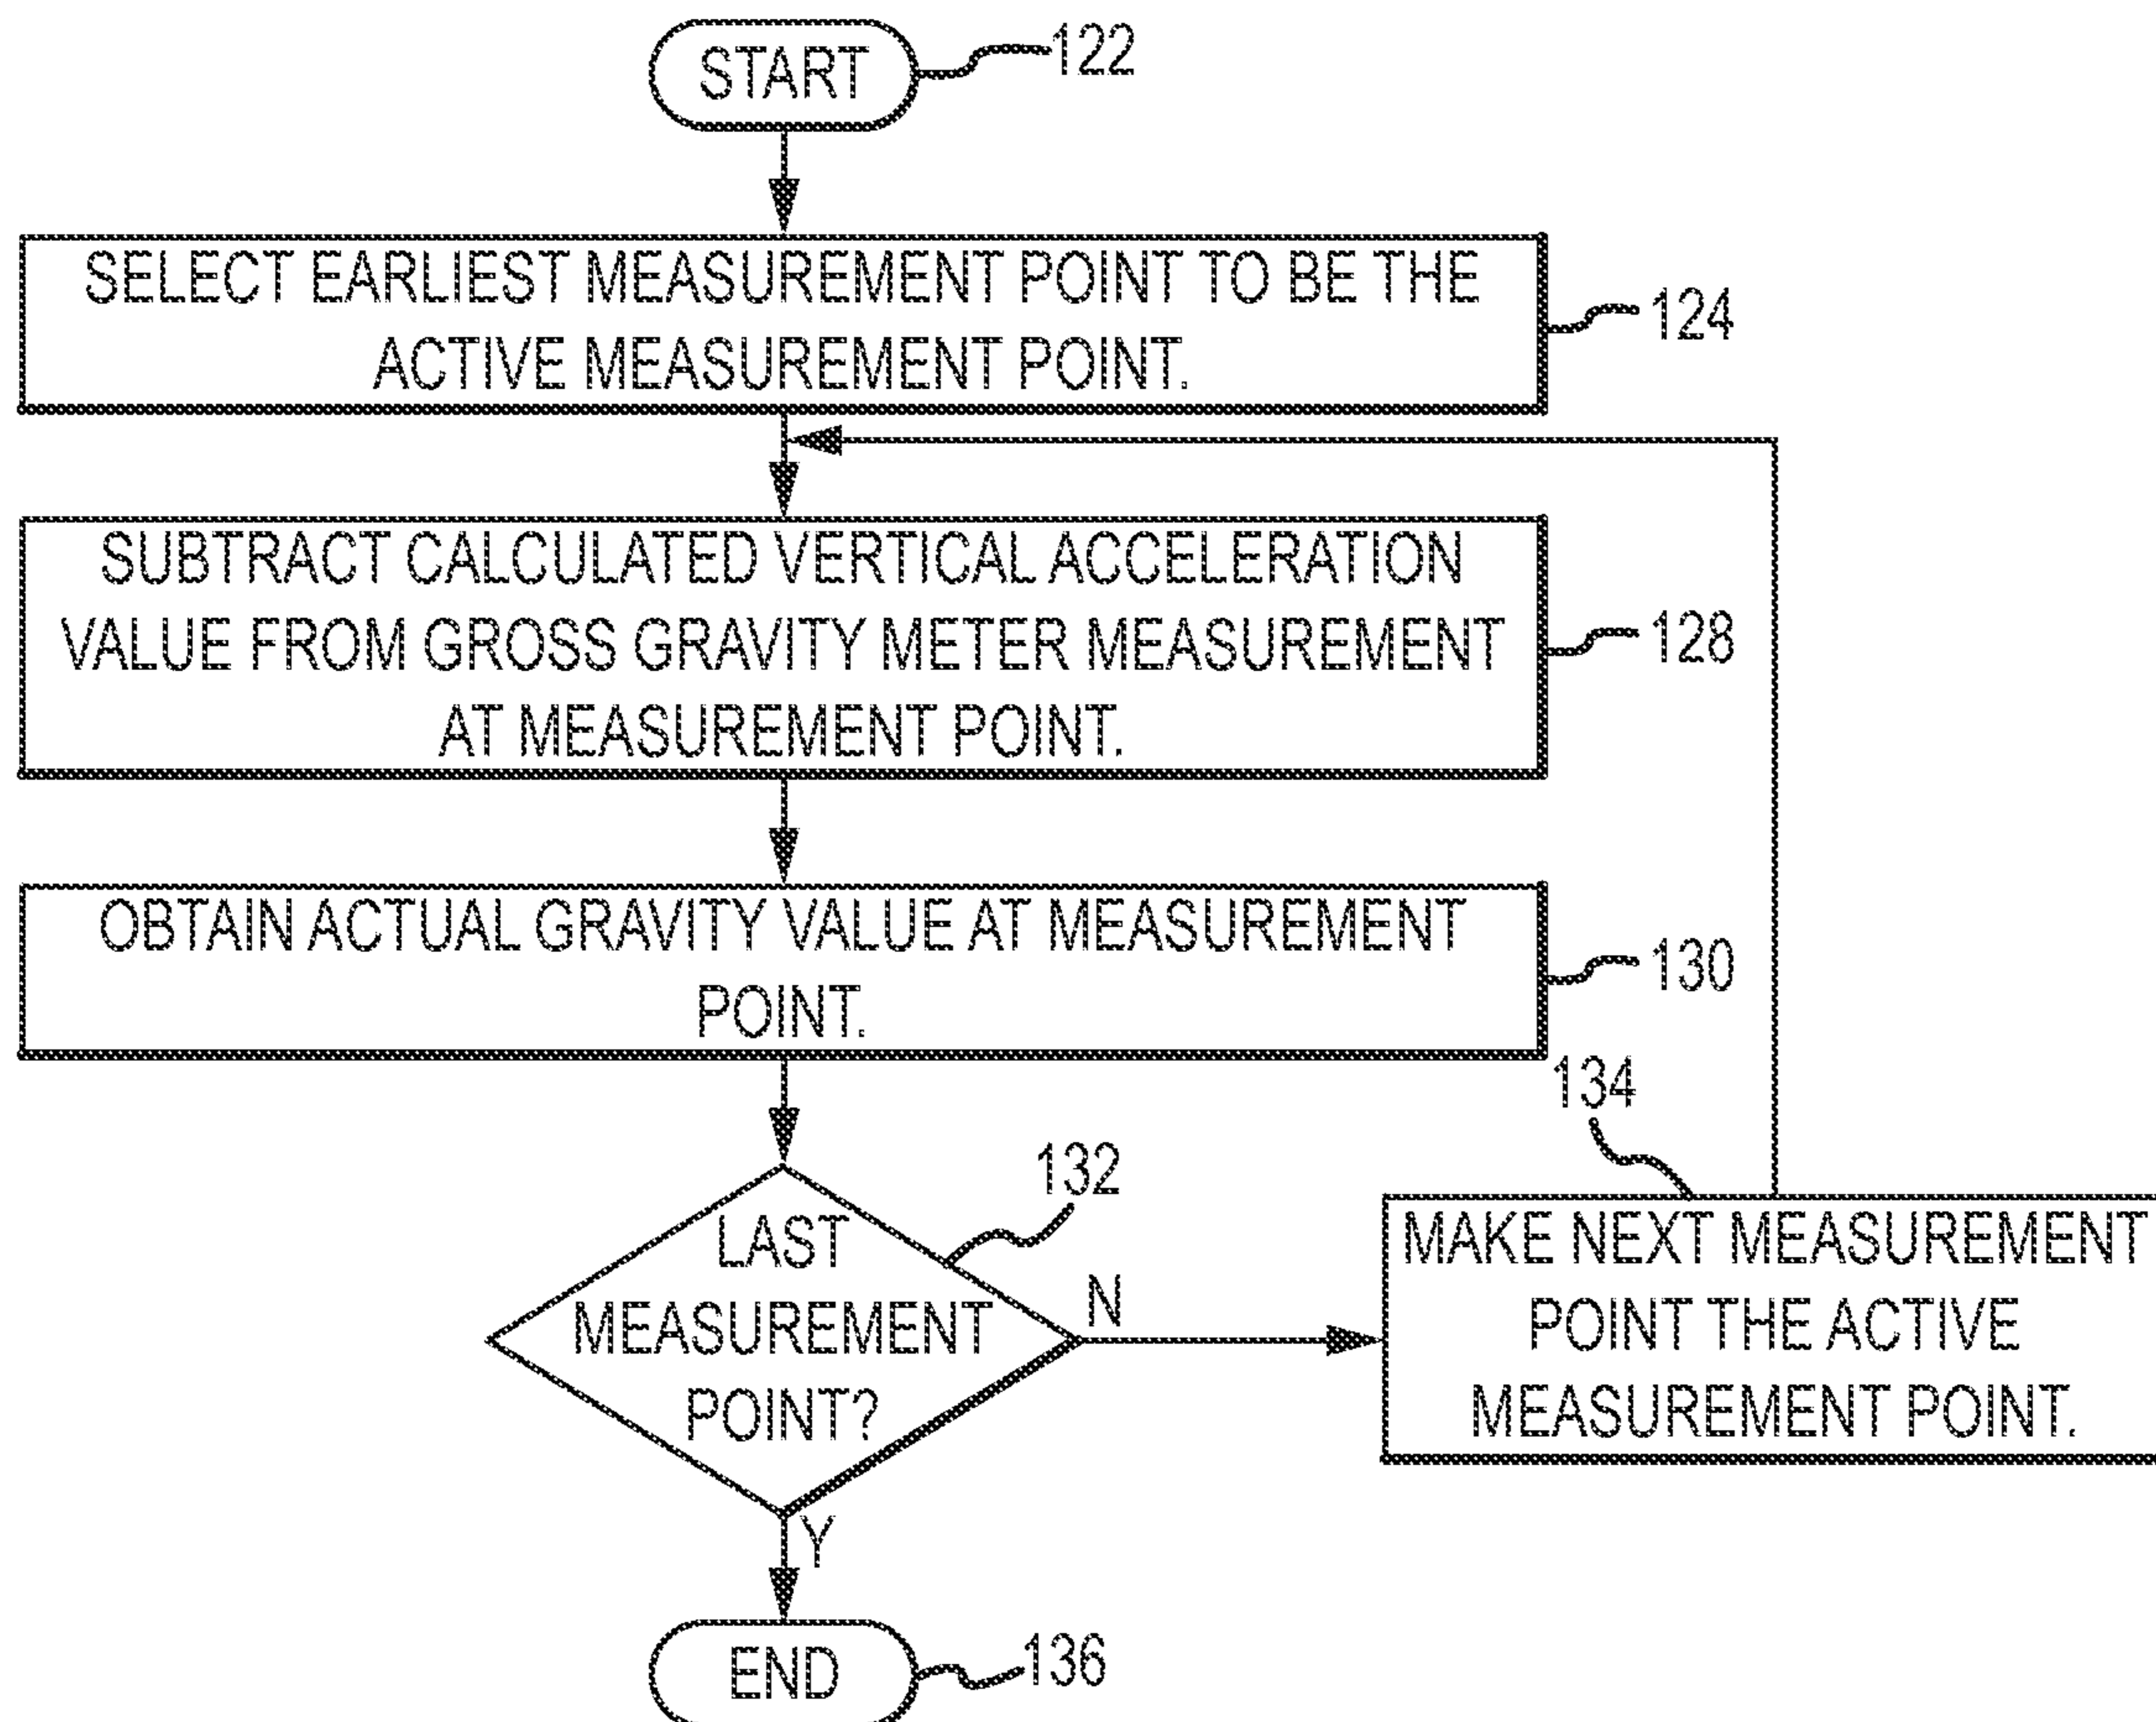 START
122
SELECT EARLIEST MEASUREMENT POINT TO BE THE
ACTIVE MEASUREMENT POINT.
124
SUBTRACT CALCULATED VERTICAL ACCELERATION
VALUE FROM GROSS GRAVITY METER MEASUREMENT
AT MEASUREMENT POINT.
128
OBTAIN ACTUAL GRAVITY VALUE AT MEASUREMENT
POINT.
130
LAST
MEASUREMENT
POINT?
132
N
134
MAKE NEXT MEASUREMENT
POINT THE ACTIVE
MEASUREMENT POINT.
Y
END
136